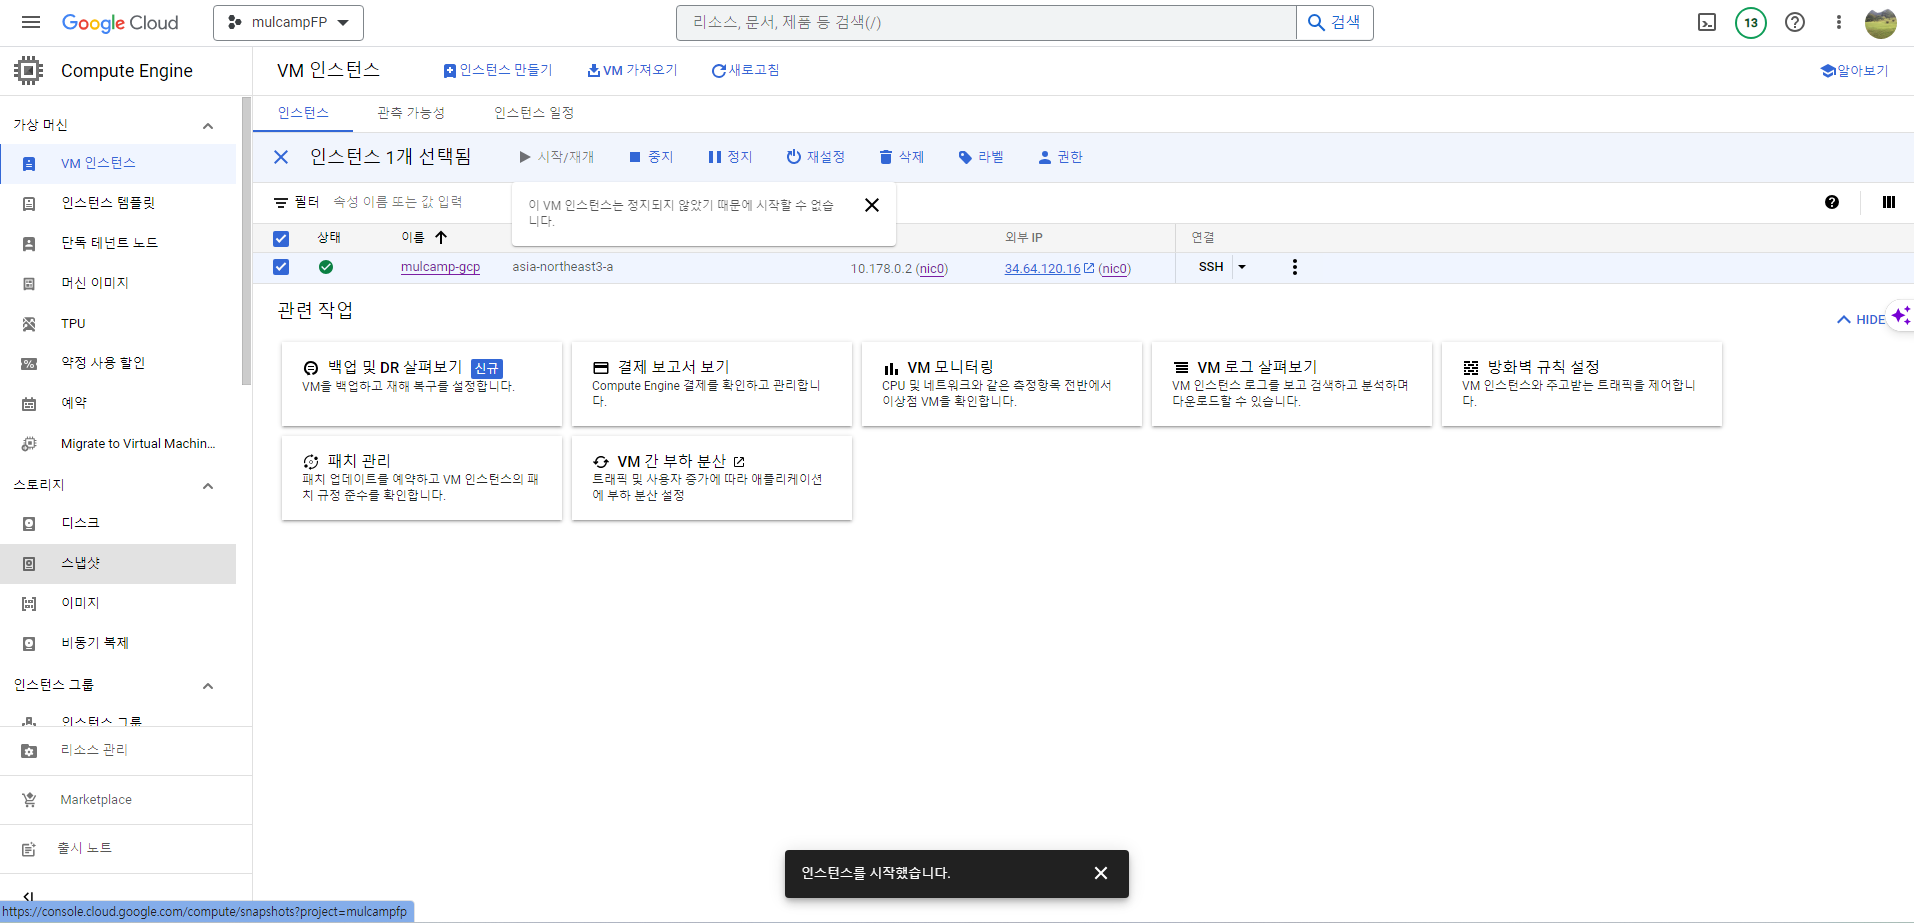 Google Cloud
mulcampFP
리소스, 문서, 제품 등 검색(/)
검색
13
Compute Engine
VM 인스턴스
인스턴스 만들기
VM 가져오기
새로고침
알아보기
가상 머신
VM 인스턴스
인스턴스 템플릿
단독 테넌트 노드
머신 이미지
TPU
약정 사용 할인
예약
Migrate to Virtual Machin...
스토리지
디스크
스냅샷
이미지
비동기 복제
인스턴스 그룹
인스턴스 그룹
리소스 관리
Marketplace
출시 노트
인스턴스
관측 가능성
인스턴스 일정
인스턴스 1개 선택됨
시작/재개
중지
정지
재설정
삭제
라벨
권한
필터
속성 이름 또는 값 입력
이 VM 인스턴스는 정지되지 않았기 때문에 시작할 수 없습
니다.
상태
이름
외부 IP
연결
mulcamp-gcp
asia-northeast3-a
10.178.0.2 (nic0)
34.64.120.16 (nic0)
SSH
관련 작업
HIDE
백업 및 DR 살펴보기 신규
VM을 백업하고 재해 복구를 설정합니다.
결제 보고서 보기
Compute Engine 결제를 확인하고 관리합니
다.
VM 모니터링
CPU 및 네트워크와 같은 측정항목 전반에서
이상점 VM을 확인합니다.
VM 로그 살펴보기
VM 인스턴스 로그를 보고 검색하고 분석하며
다운로드할 수 있습니다.
방화벽 규칙 설정
VM 인스턴스와 주고받는 트래픽을 제어합니
다.
패치 관리
패치 업데이트를 예약하고 VM 인스턴스의 패
치 규정 준수를 확인합니다.
VM 간 부하 분산
트래픽 및 사용자 증가에 따라 애플리케이션
에 부하 분산 설정
인스턴스를 시작했습니다.
https://console.cloud.google.com/compute/snapshots?project=mulcampfp